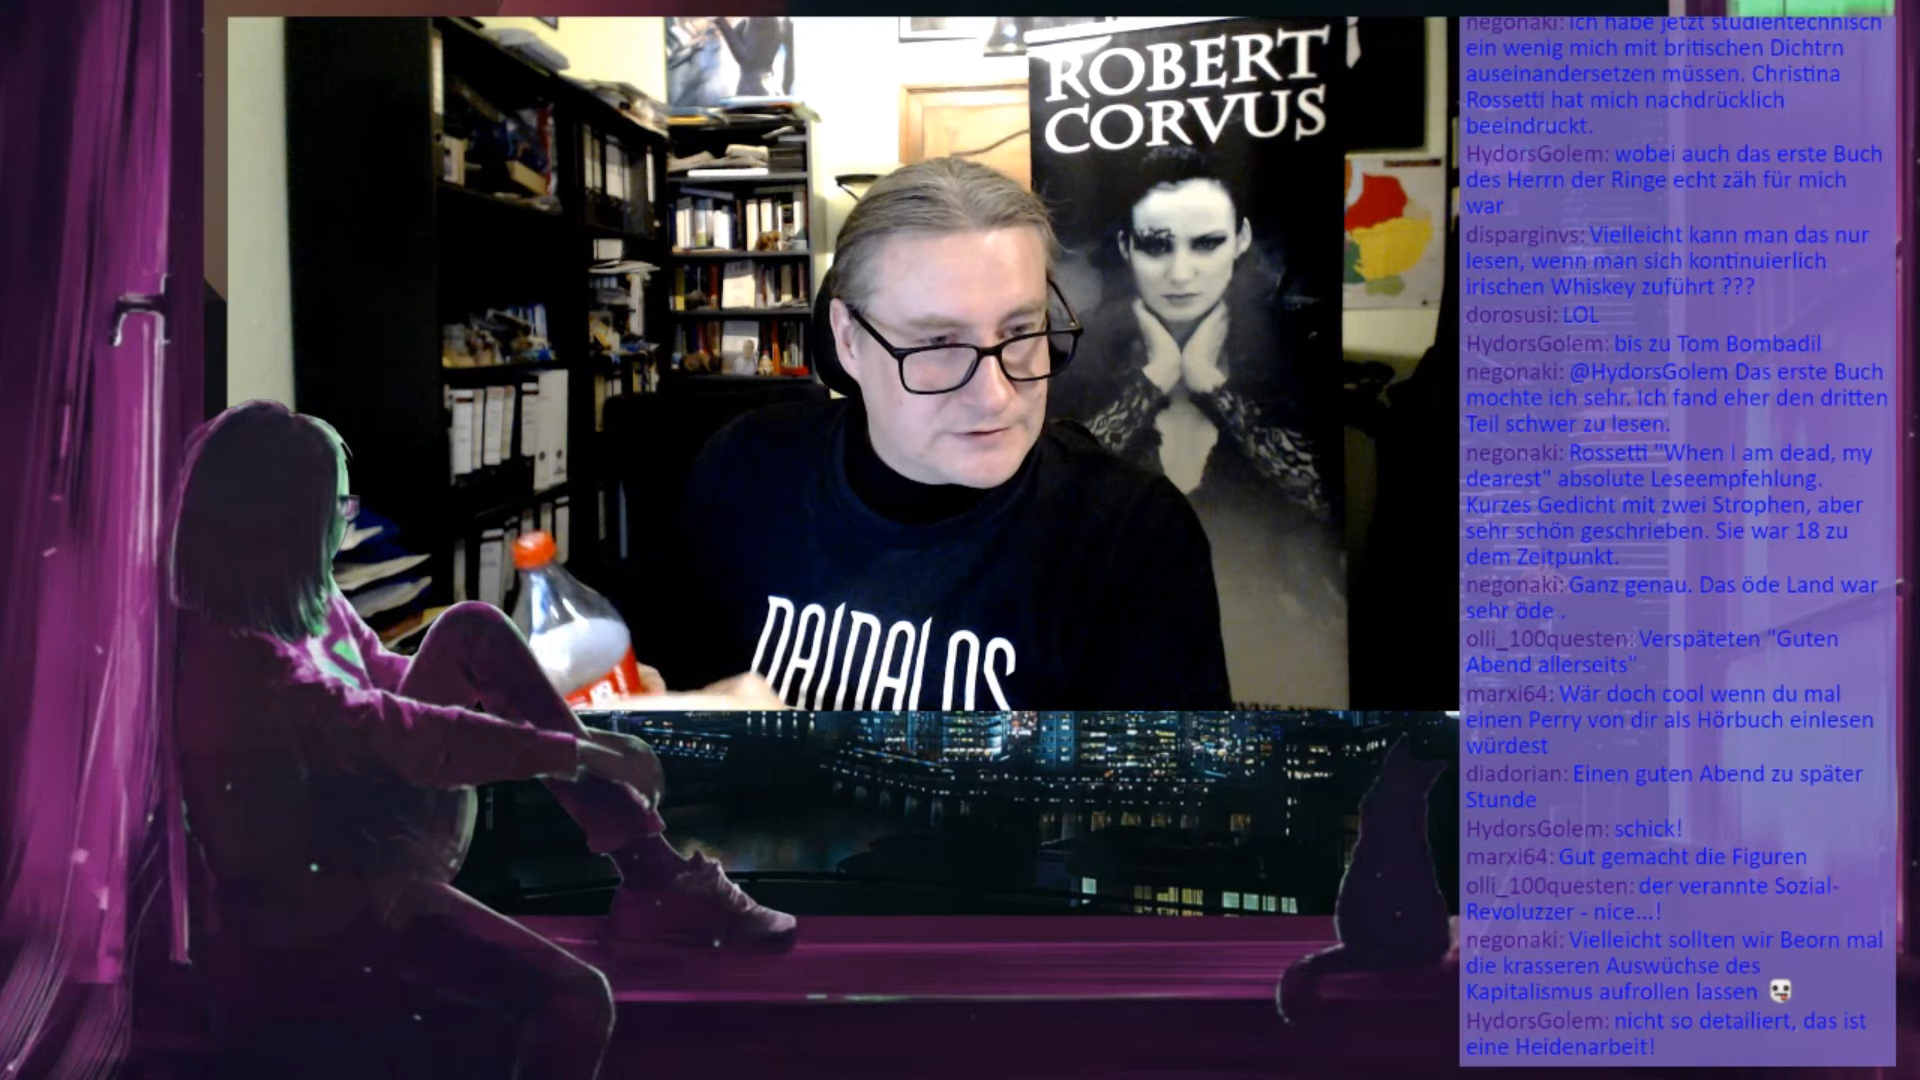 ROBERT
CORVUS
DAIDALOS
negonaki: Ich habe jetzt studientechnisch
ein wenig mich mit britischen Dichtrn
auseinandersetzen müssen. Christina
Rossetti hat mich nachdrücklich
beeindruckt.
HydorsGolem: wobei auch das erste Buch
des Herrn der Ringe echt zäh für mich
war
disparginvs: Vielleicht kann man das nur
lesen, wenn man sich kontinuierlich
irischen Whiskey zuführt ???
dorosusi: LOL
HydorsGolem: bis zu Tom Bombadil
negonaki: @HydorsGolem Das erste Buch
mochte ich sehr. Ich fand eher den dritten
Teil schwer zu lesen.
negonaki: Rossetti "When I am dead, my
dearest" absolute Leseempfehlung.
Kurzes Gedicht mit zwei Strophen, aber
sehr schön geschrieben. Sie war 18 zu
dem Zeitpunkt.
negonaki: Ganz genau. Das öde Land war
sehr öde .
olli_100questen: Verspäteten "Guten
Abend allerseits"
marxi64: Wär doch cool wenn du mal
einen Perry von dir als Hörbuch einlesen
würdest
diadorian: Einen guten Abend zu später
Stunde
HydorsGolem: schick!
marxi64: Gut gemacht die Figuren
olli_100questen: der verannte Sozial-
Revoluzzer - nice...!
negonaki: Vielleicht sollten wir Beorn mal
die krasseren Auswüchse des
Kapitalismus aufrollen lassen
HydorsGolem: nicht so detailiert, das ist
eine Heidenarbeit!